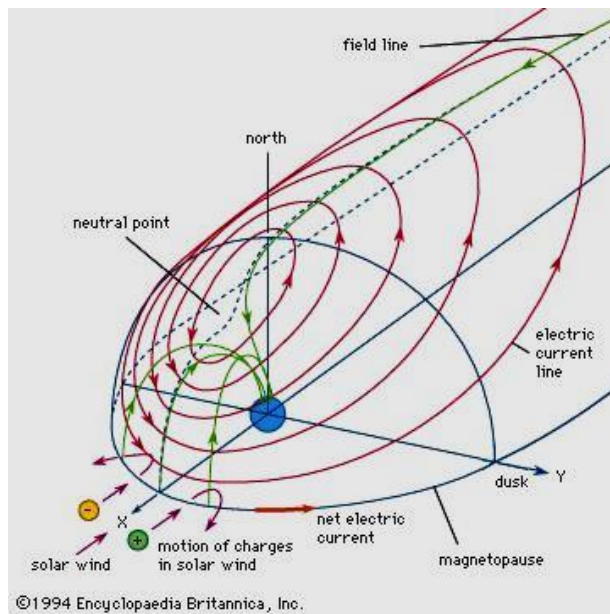 field line
north
neutral point
electric
current
line
dusk
Y
X
-
+
net electric
current
solar wind
motion of charges
in solar wind
magnetopause
©1994 Encyclopaedia Britannica, Inc.